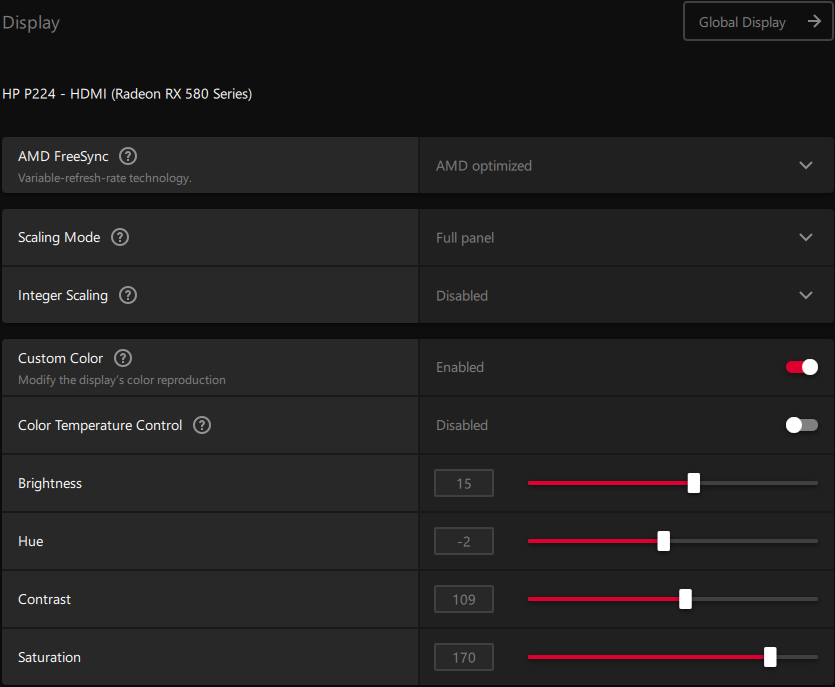 Display
Global Display
HP P224 - HDMI (Radeon RX 580 Series)
AMD FreeSync ?
Variable-refresh-rate technology.
AMD optimized
Scaling Mode ?
Full panel
Integer Scaling ?
Disabled
Custom Color ?
Modify the display's color reproduction
Enabled
Color Temperature Control ?
Disabled
Brightness
15
Hue
-2
Contrast
109
Saturation
170